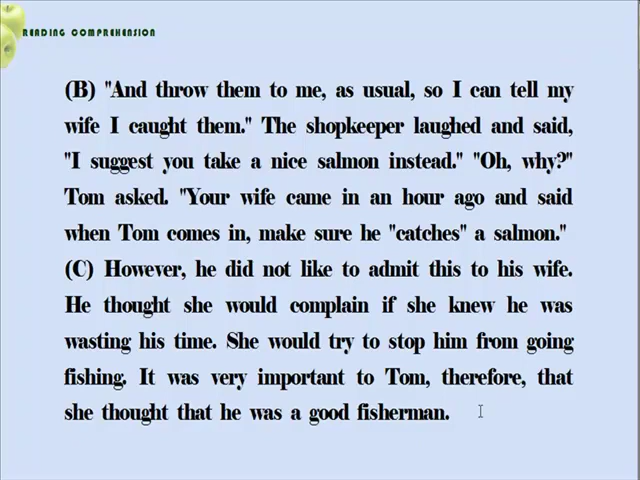 READING COMPREHENSION
(B) "And throw them to me, as usual, so I can tell my
wife I caught them." The shopkeeper laughed and said,
"I suggest you take a nice salmon instead." "Oh, why?"
Tom asked. "Your wife came in an hour ago and said
when Tom comes in, make sure he "catches" a salmon."
(C) However, he did not like to admit this to his wife.
He thought she would complain if she knew he was
wasting his time. She would try to stop him from going
fishing. It was very important to Tom, therefore, that
she thought that he was a good fisherman.